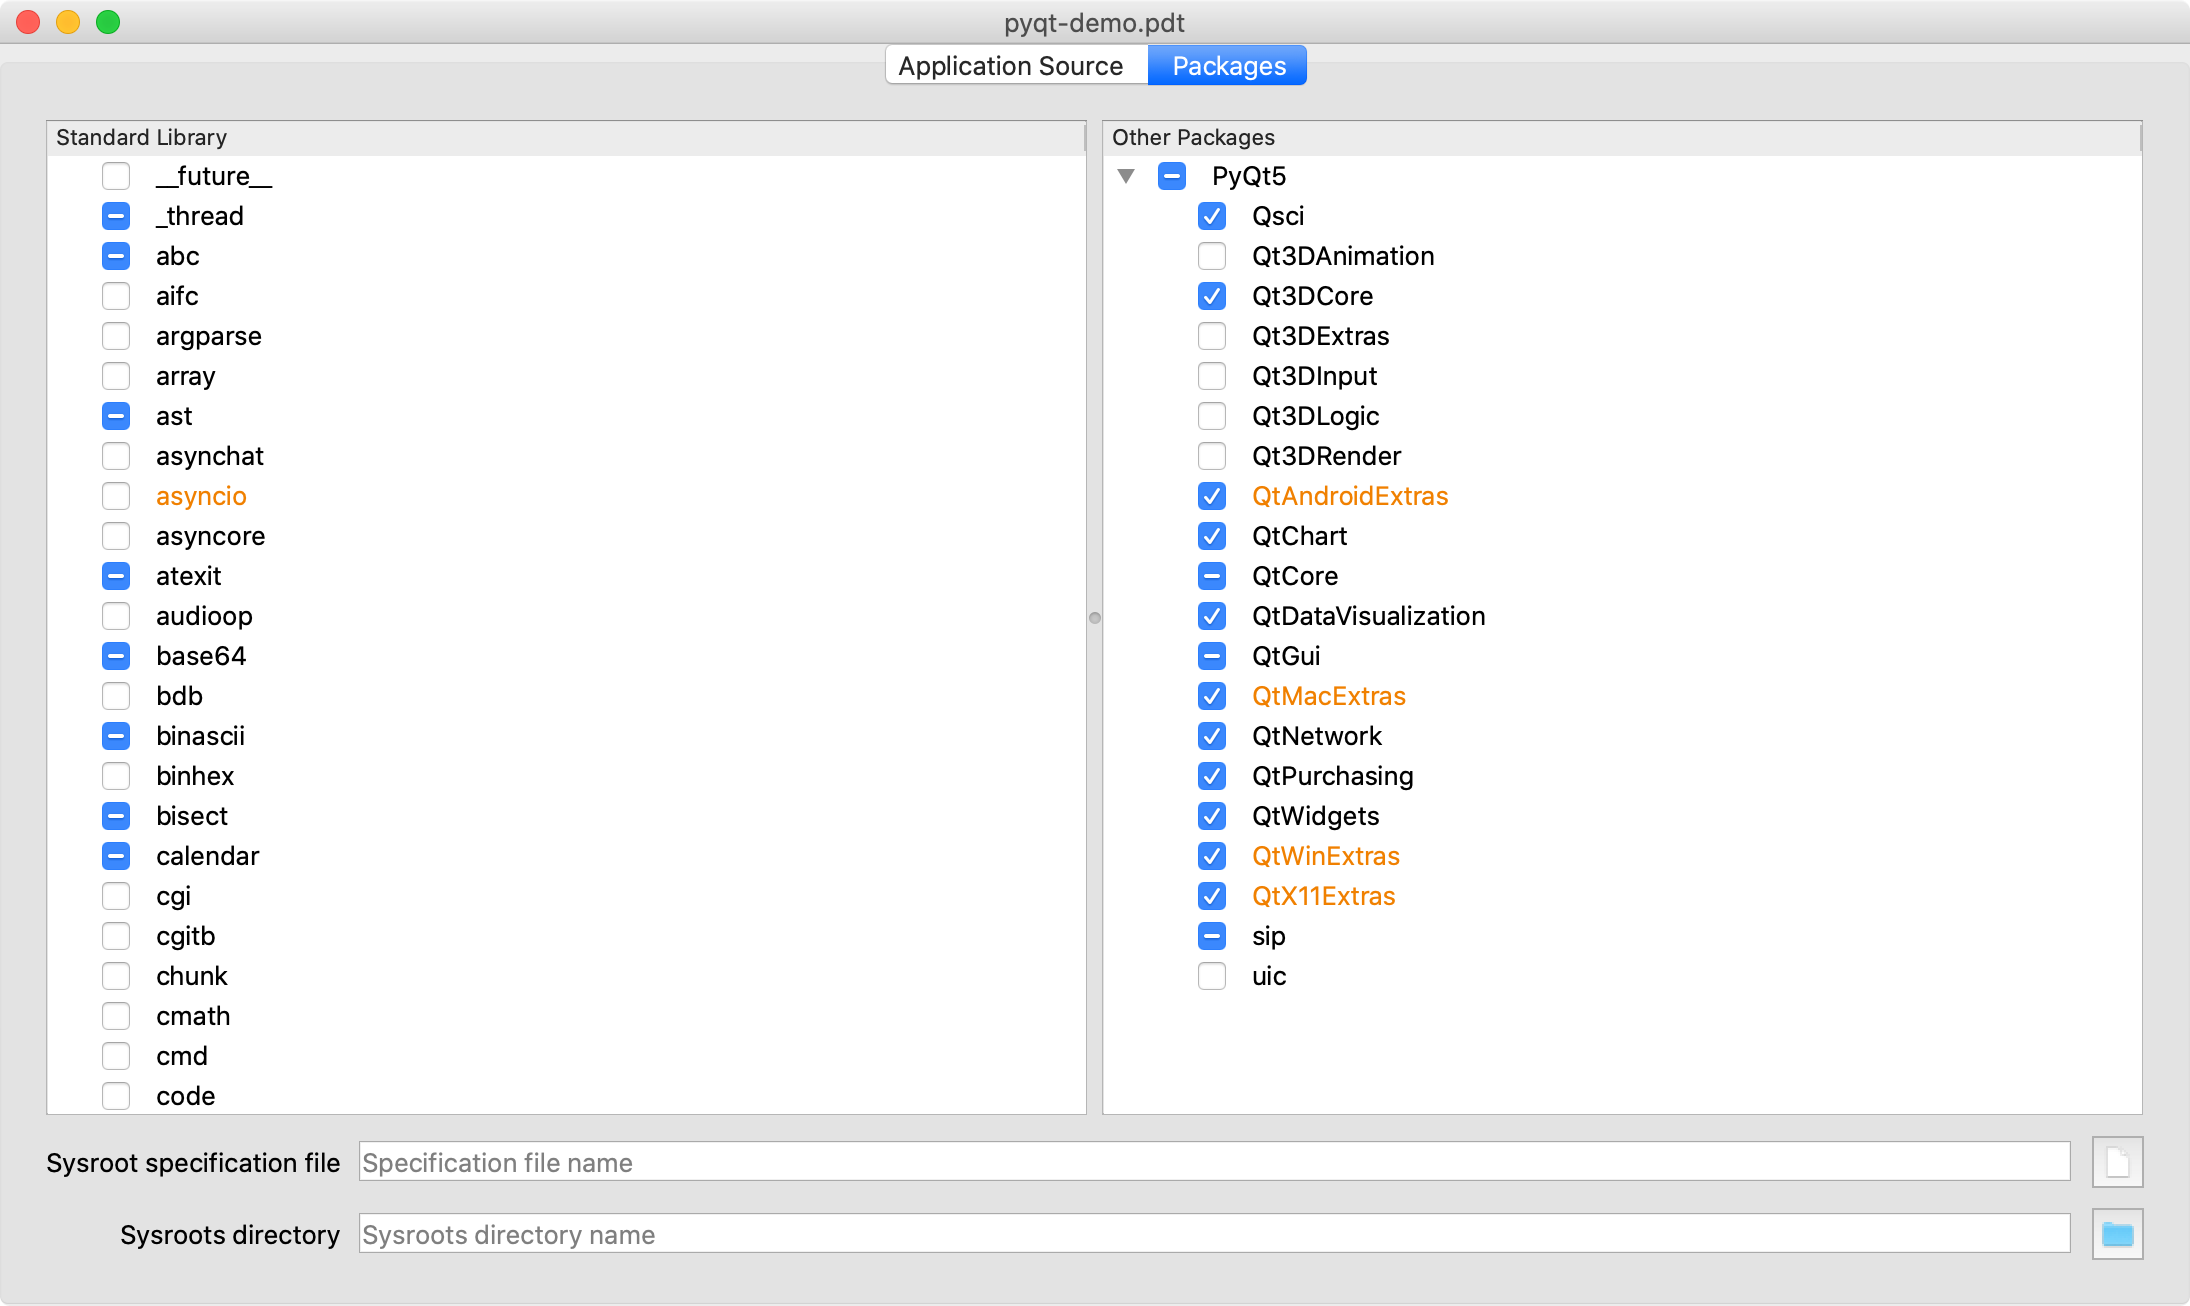 pyqt-demo.pdt
Application Source
Packages
Standard Library
__future__
_thread
abc
aifc
argparse
array
ast
asynchat
asyncio
asyncore
atexit
audioop
base64
bdb
binascii
binhex
bisect
calendar
cgi
cgitb
chunk
cmath
cmd
code
Other Packages
PyQt5
Qsci
Qt3DAnimation
Qt3DCore
Qt3DExtras
Qt3DInput
Qt3DLogic
Qt3DRender
QtAndroidExtras
QtChart
QtCore
QtDataVisualization
QtGui
QtMacExtras
QtNetwork
QtPurchasing
QtWidgets
QtWinExtras
QtX11Extras
sip
uic
Sysroot specification file
Specification file name
Sysroots directory
Sysroots directory name